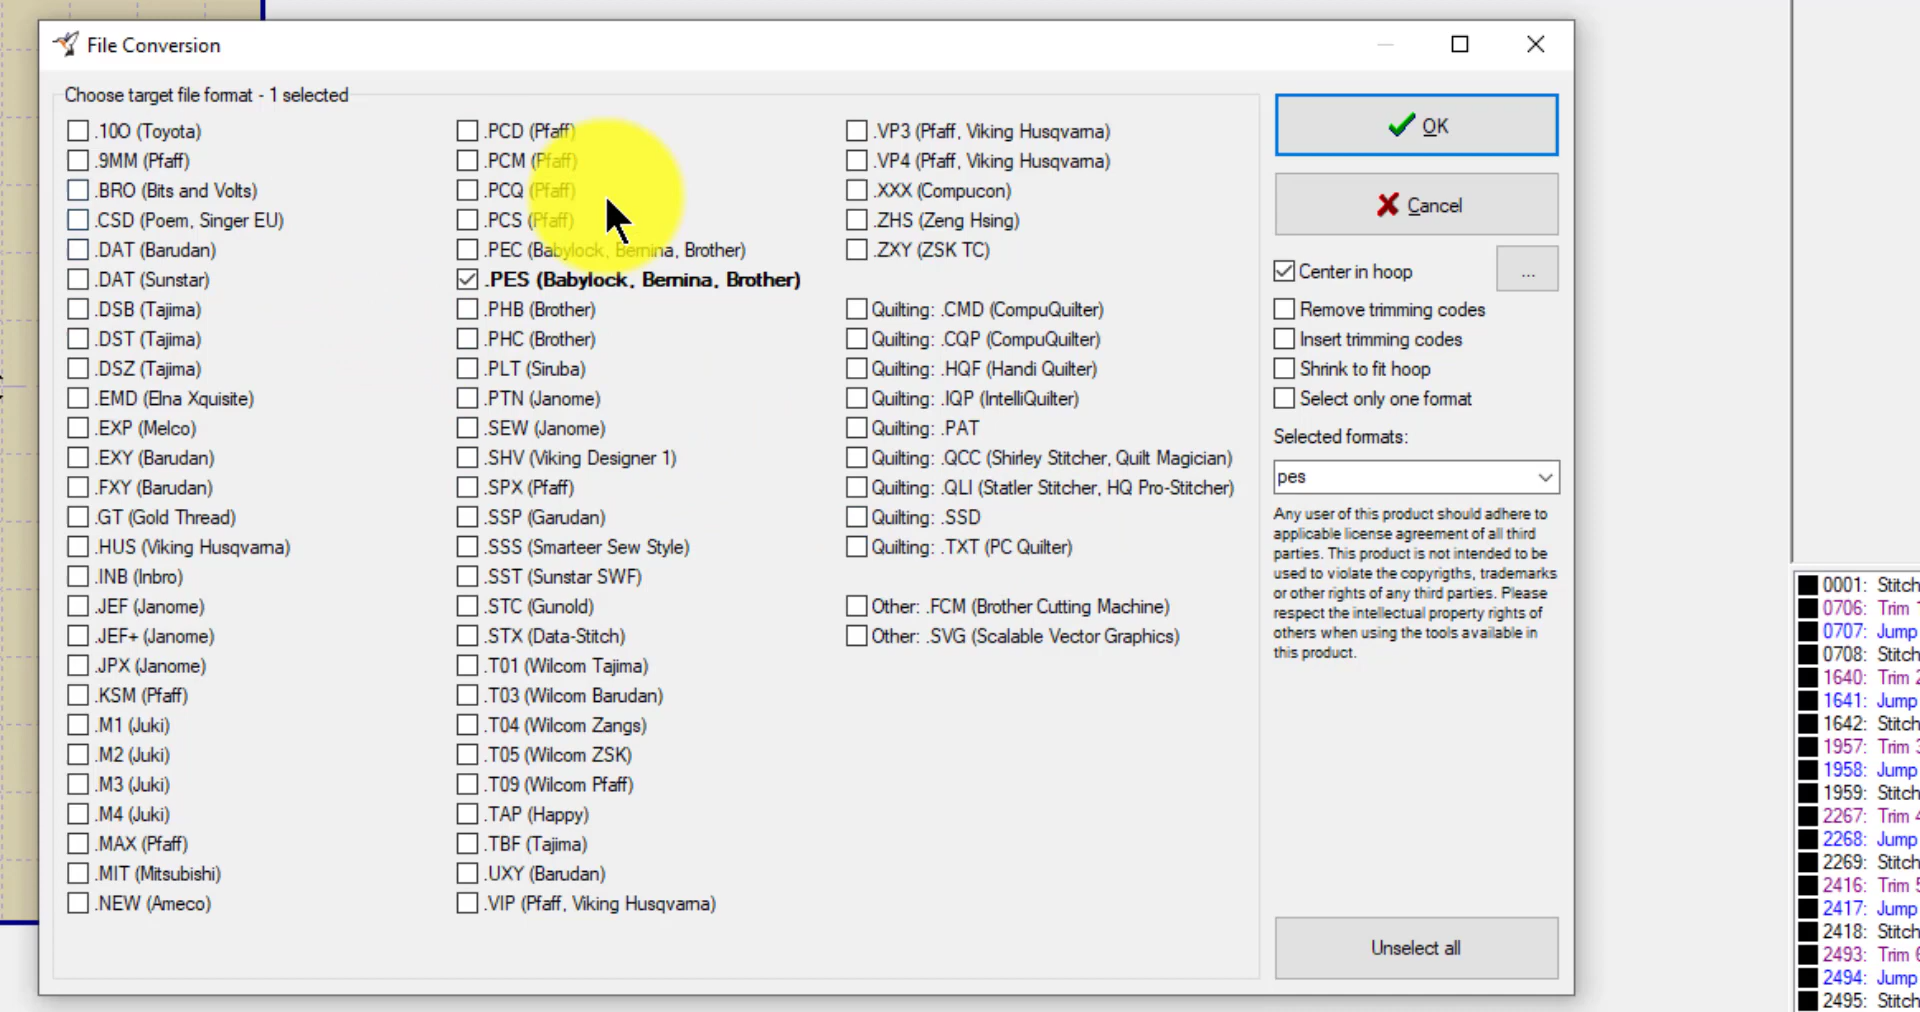 File Conversion
Choose target file format - 1 selected
.10O (Toyota)
.9MM (Pfaff)
.BRO (Bits and Volts)
.CSD (Poem, Singer EU)
.DAT (Barudan)
.DAT (Sunstar)
.DSB (Tajima)
.DST (Tajima)
.DSZ (Tajima)
.EMD (Elna Xquisite)
.EXP (Melco)
.EXY (Barudan)
.FXY (Barudan)
.GT (Gold Thread)
.HUS (Viking Husqvarna)
.INB (Inbro)
.JEF (Janome)
.JEF+ (Janome)
.JPX (Janome)
.KSM (Pfaff)
.M1 (Juki)
.M2 (Juki)
.M3 (Juki)
.M4 (Juki)
.MAX (Pfaff)
.MIT (Mitsubishi)
.NEW (Ameco)
.PCD (Pfaff)
.PCM (Pfaff)
.PCQ (Pfaff)
.PCS (Pfaff)
.PEC (Babylock, Bernina, Brother)
.PES (Babylock, Bernina, Brother)
.PHB (Brother)
.PHC (Brother)
.PLT (Siruba)
.PTN (Janome)
.SEW (Janome)
.SHV (Viking Designer 1)
.SPX (Pfaff)
.SSP (Garudan)
.SSS (Smarteer Sew Style)
.SST (Sunstar SWF)
.STC (Gunold)
.STX (Data-Stitch)
.T01 (Wilcom Tajima)
.T03 (Wilcom Barudan)
.T04 (Wilcom Zangs)
.T05 (Wilcom ZSK)
.T09 (Wilcom Pfaff)
.TAP (Happy)
.TBF (Tajima)
.UXY (Barudan)
.VIP (Pfaff, Viking Husqvarna)
.VP3 (Pfaff, Viking Husqvarna)
.VP4 (Pfaff, Viking Husqvarna)
.XXX (Compucon)
.ZHS (Zeng Hsing)
.ZXY (ZSK TC)
Quilting: .CMD (CompuQuilter)
Quilting: .CQP (CompuQuilter)
Quilting: .HQF (Handi Quilter)
Quilting: .IQP (IntelliQuilter)
Quilting: .PAT
Quilting: .QCC (Shirley Stitcher, Quilt Magician)
Quilting: .QLI (Statler Stitcher, HQ Pro-Stitcher)
Quilting: .SSD
Quilting: .TXT (PC Quilter)
Other: .FCM (Brother Cutting Machine)
Other: .SVG (Scalable Vector Graphics)
OK
Cancel
Center in hoop
...
Remove trimming codes
Insert trimming codes
Shrink to fit hoop
Select only one format
Selected formats:
pes
Any user of this product should adhere to
applicable license agreement of all third
parties. This product is not intended to be
used to violate the copyrigths, trademarks
or other rights of any third parties. Please
respect the intellectual property rights of
others when using the tools available in
this product.
Unselect all
0001: Stitch
0706: Trim 1
0707: Jump
0708: Stitch
1640: Trim 2
1641: Jump
1642: Stitch
1957: Trim 3
1958: Jump
1959: Stitch
2267: Trim 4
2268: Jump
2269: Stitch
2416: Trim 5
2417: Jump
2418: Stitch
2493: Trim 6
2494: Jump
2495: Stitch